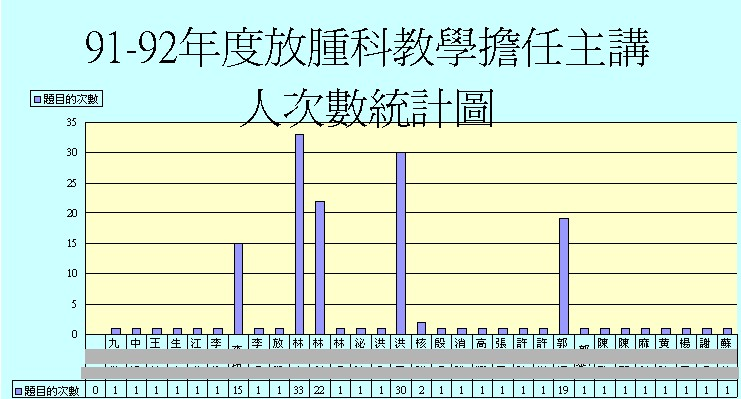 91-92年度放腫科教學擔任主講
人次數統計圖
題目的次數
35
30
25
20
15
10
5
0
九 中 王 生 江 李 李 放 林 林 林 泌 洪 洪 核 殷 消 高 張 許 許 郭 陳 陳 麻 黃 楊 謝 蘇
題目的次數 0 1 1 1 1 1 1 15 1 1 33 22 1 1 1 30 2 1 1 1 1 1 1 19 1 1 1 1 1 1 1 1